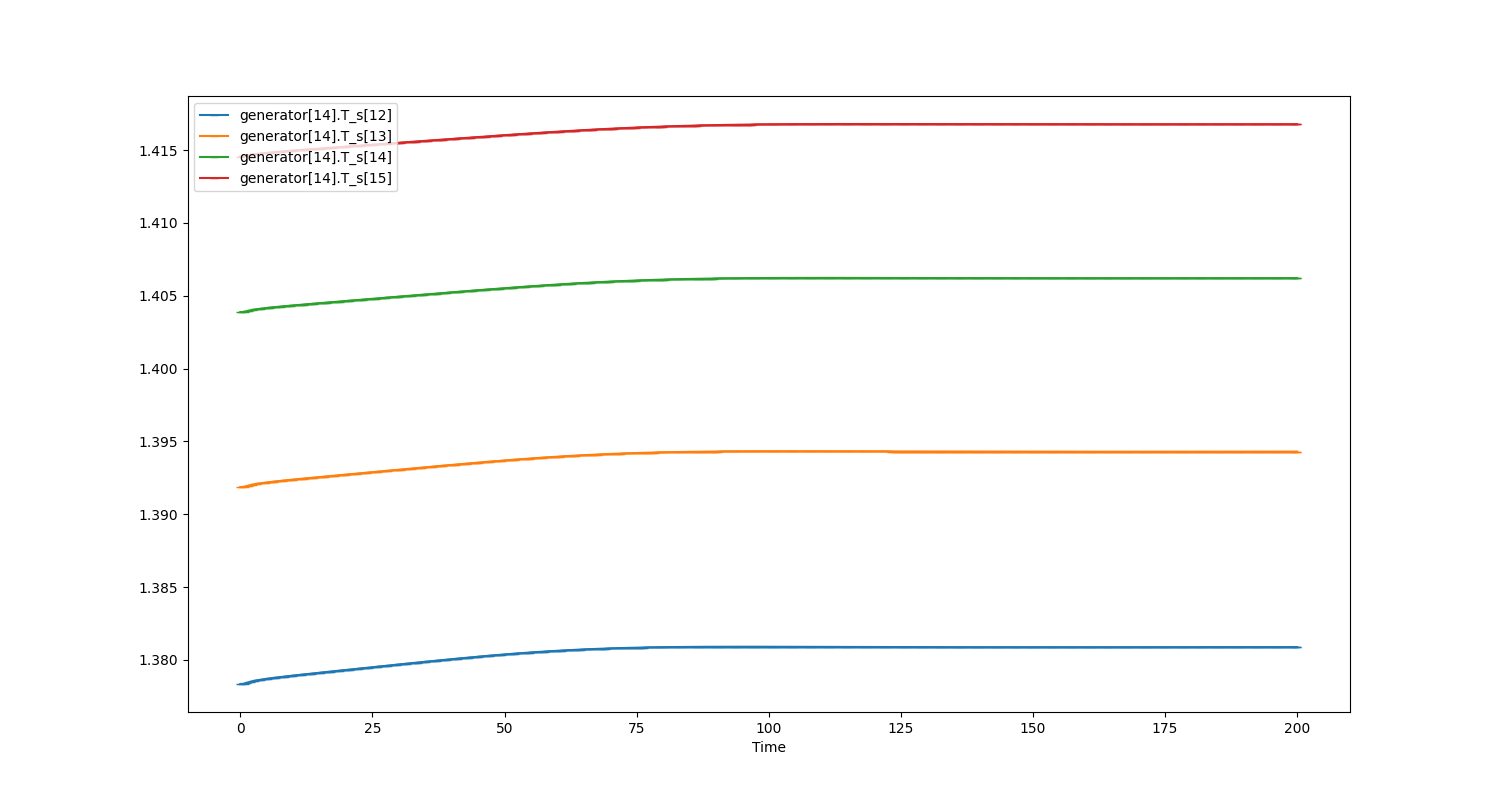 generator[14].T_s[12]
generator[14].T_s[13]
generator[14].T_s[14]
generator[14].T_s[15]
1.415
1.410
1.405
1.400
1.395
1.390
1.385
1.380
0 25 50 75 100 125 150 175 200
Time